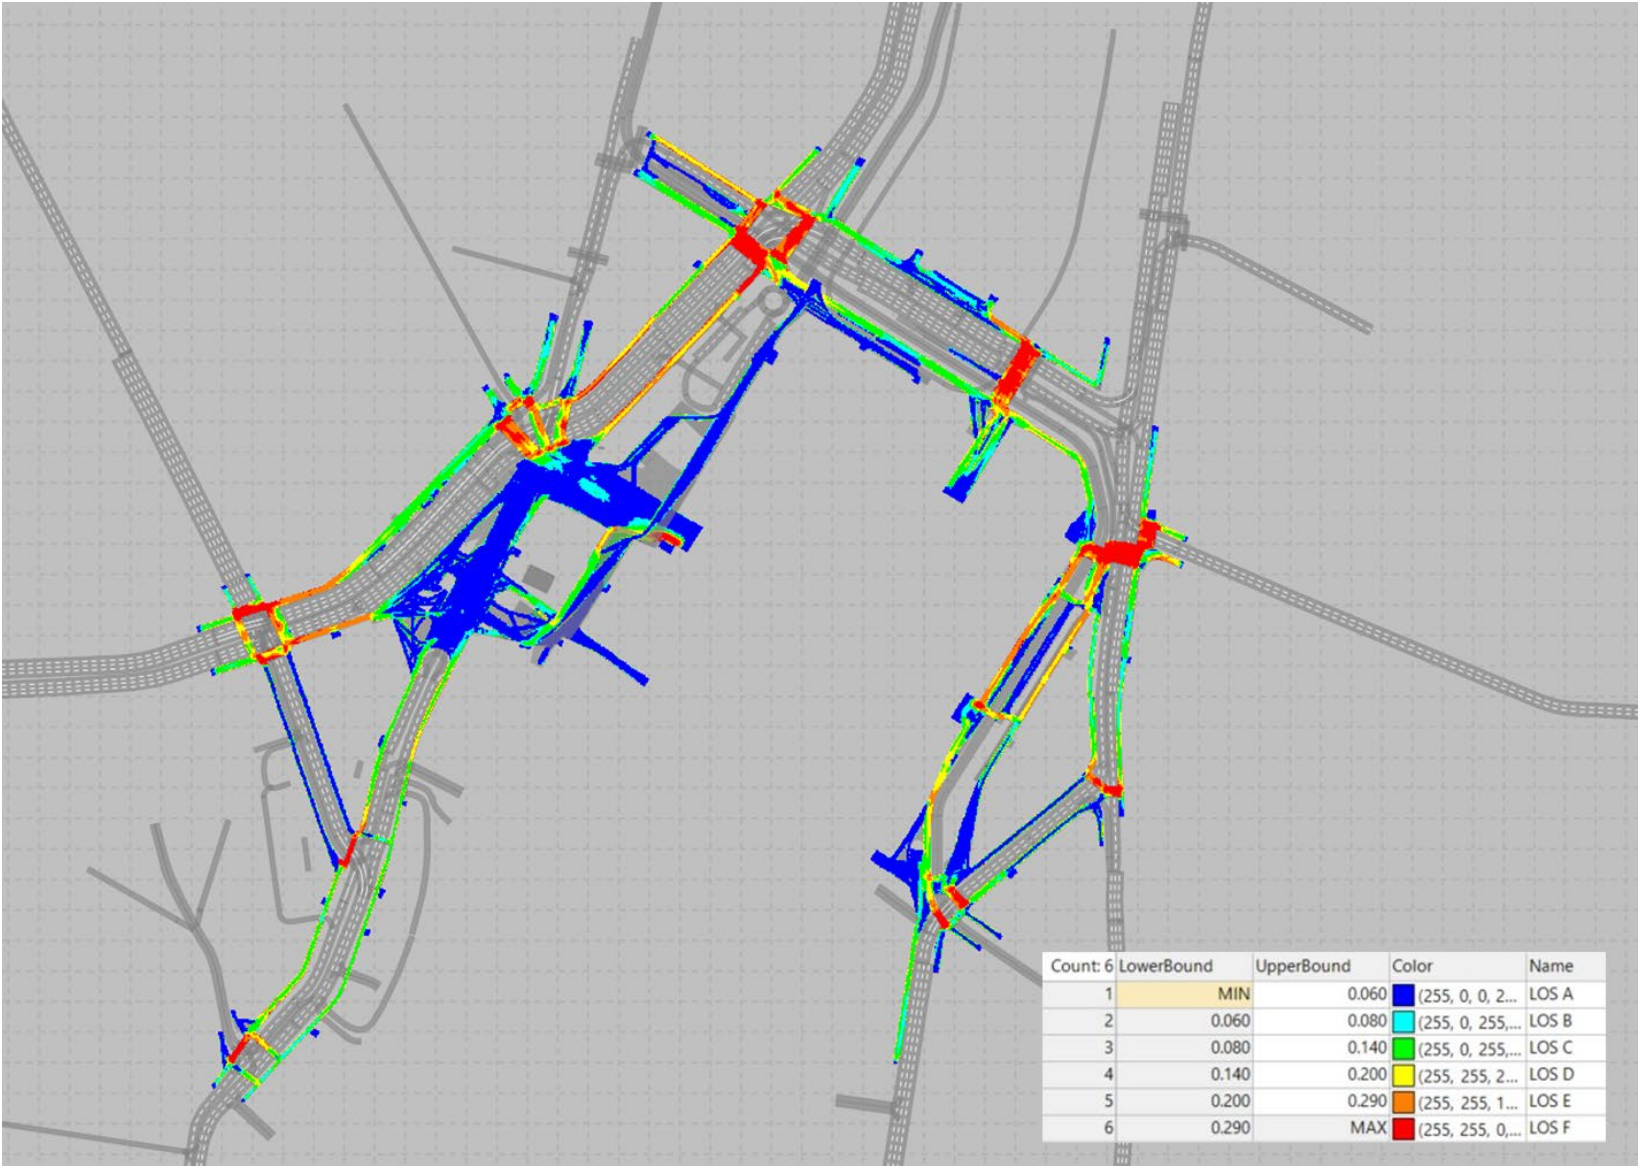 Count: 6 LowerBound UpperBound Color Name
1 MIN 0.060 (255, 0, 0, 2... LOS A
2 0.060 0.080 (255, 0, 255,... LOS B
3 0.080 0.140 (255, 0, 255,... LOS C
4 0.140 0.200 (255, 255, 2... LOS D
5 0.200 0.290 (255, 255, 1... LOS E
6 0.290 MAX (255, 255, 0,... LOS F